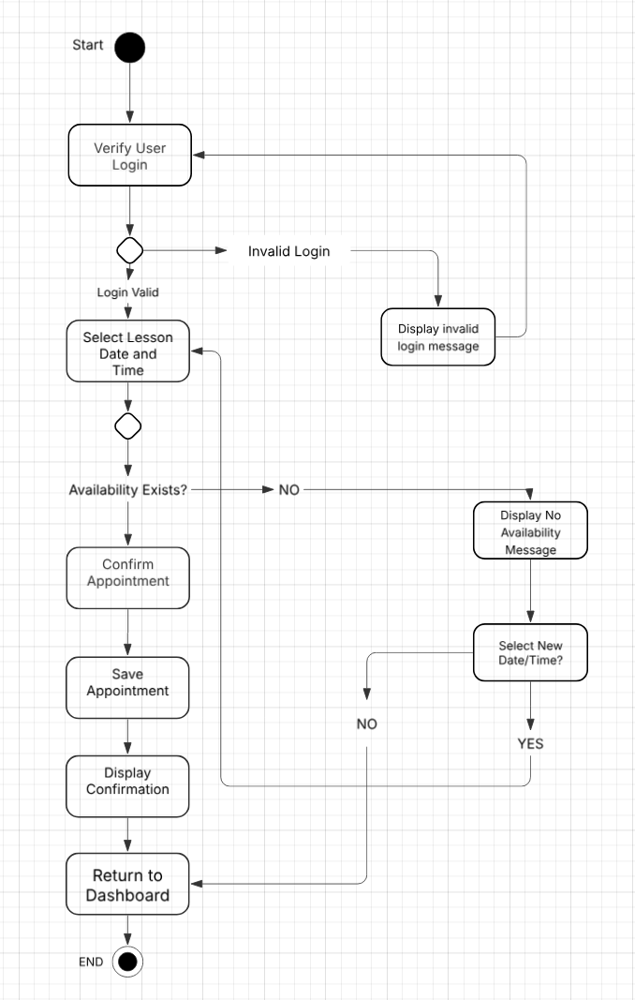 Start
Verify User
Login
Invalid Login
Login Valid
Display invalid
login message
Select Lesson
Date and
Time
Availability Exists?
NO
Display No
Availability
Message
Confirm
Appointment
Select New
Date/Time?
Save
Appointment
NO
YES
Display
Confirmation
Return to
Dashboard
END